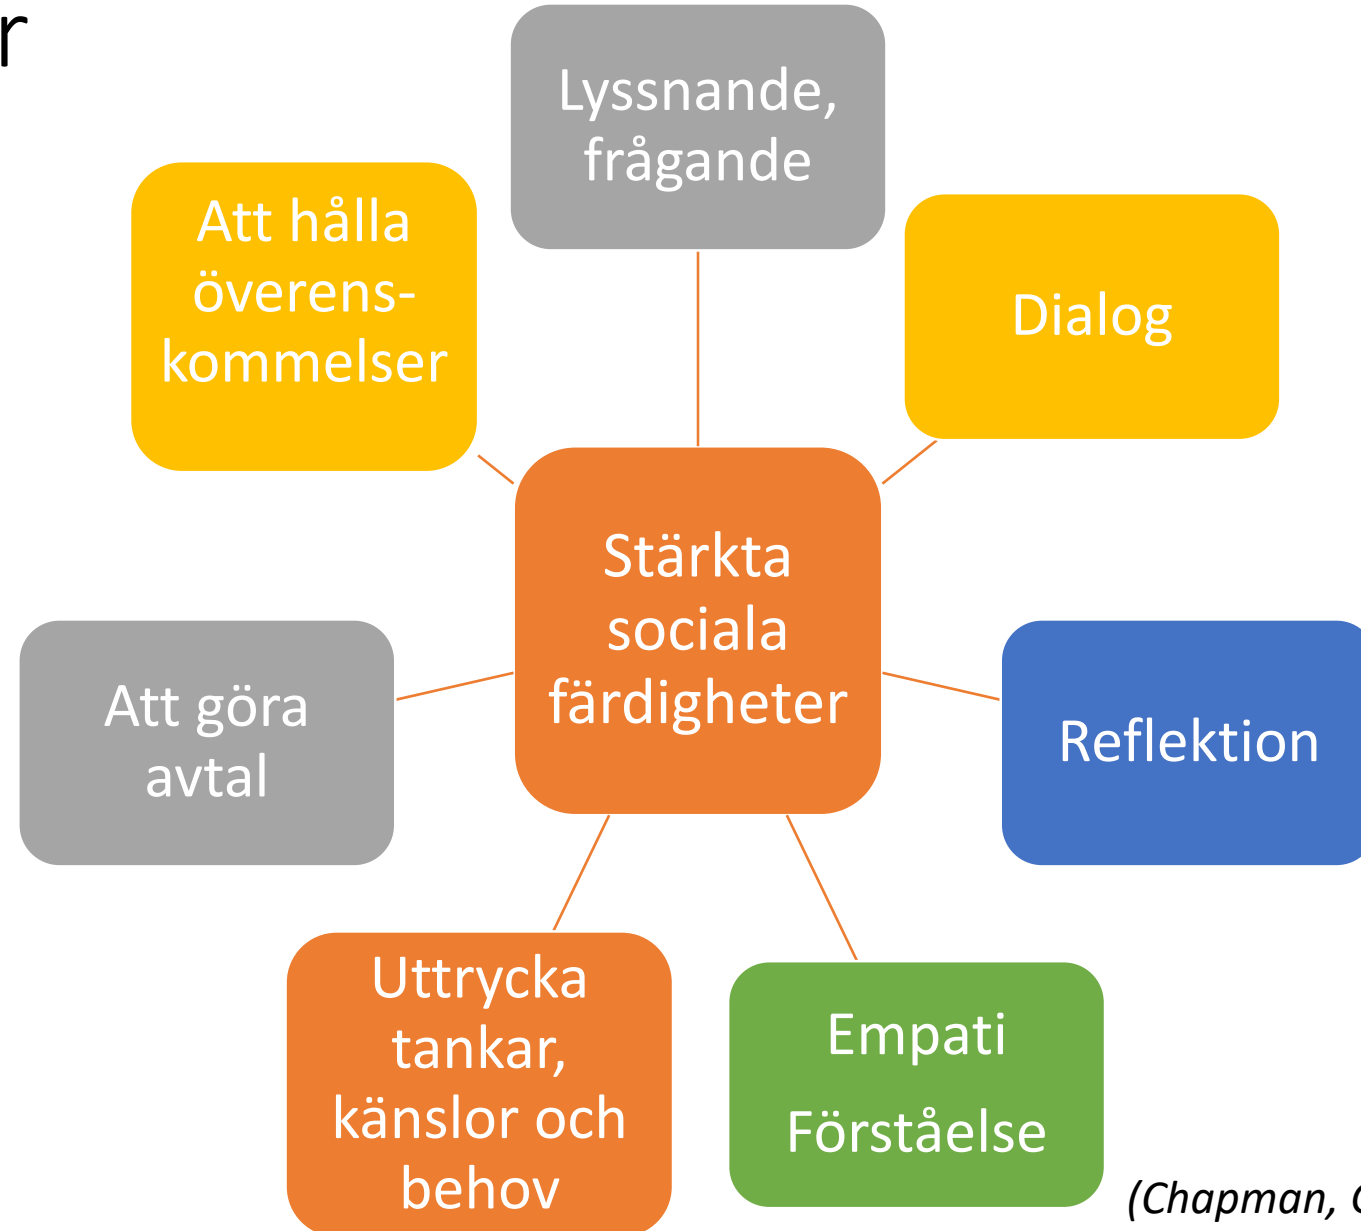 r
Lyssnande,
frågande
Dialog
Reflektion
Empati
Förståelse
Uttrycka
tankar,
känslor och
behov
Att göra
avtal
Att hålla
överens-
kommelser
Stärkta
sociala
färdigheter
(Chapman,